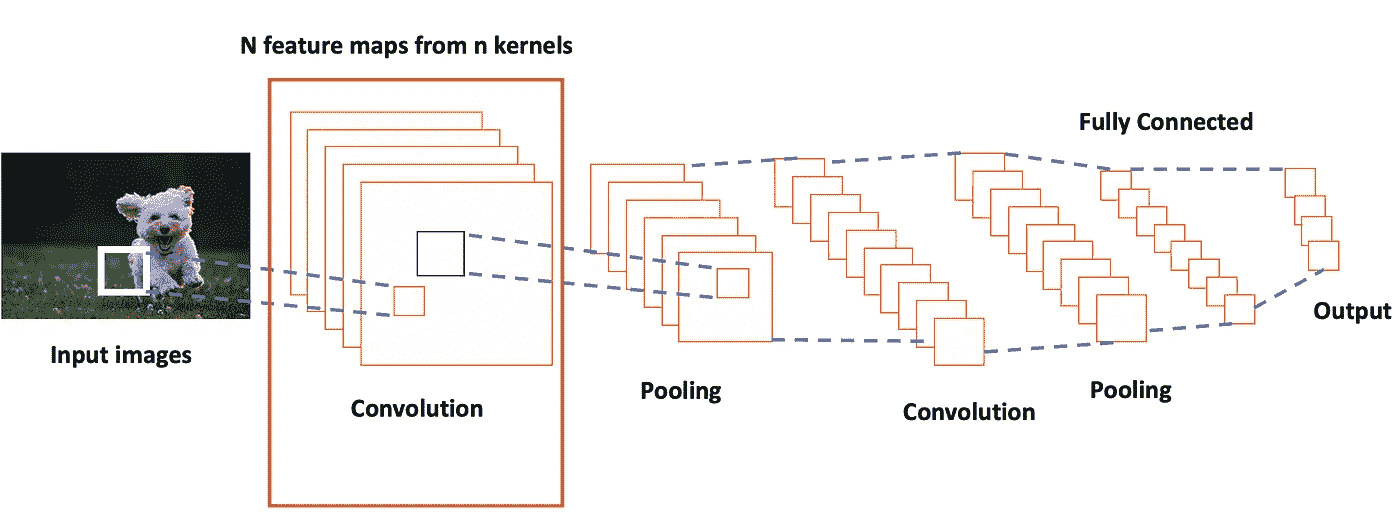 N feature maps from n kernels
Fully Connected
Input images
Convolution
Pooling
Convolution
Pooling
Output